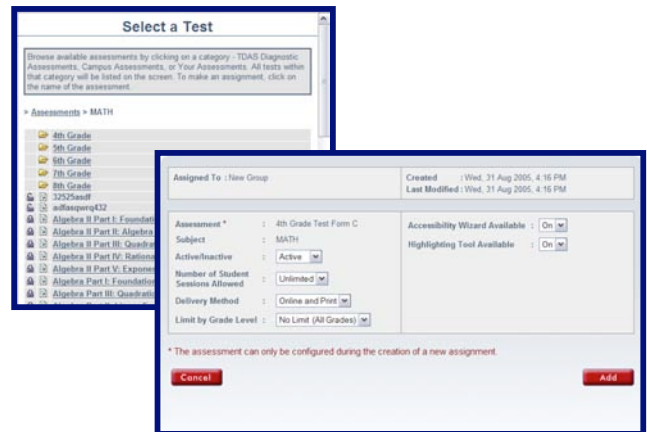 Select a Test
Browse available assessments by clicking on a category - TDAS Diagnostic
Assessments, Campus Assessments, or Your Assessments. All tests within
that category will be listed on the screen. To make an assignment, click on
the name of the assessment.
» Assessments > MATH
4th Grade
5th Grade
6th Grade
7th Grade
8th Grade
32525asdf
adfasqwrq432
Algebra II Part I: Foundati
Algebra II Part II: Algebra
Algebra II Part III: Quadra
Algebra II Part IV: Rationa
Algebra II Part V: Exponen
Algebra Part I: Foundation
Algebra Part II: Quadratic
Assigned To : New Group
Created : Wed, 31 Aug 2005, 4:16 PM
Last Modified : Wed, 31 Aug 2005, 4:16 PM
Assessment * : 4th Grade Test Form C
Subject : MATH
Active/Inactive : Active
Number of Student
Sessions Allowed : Unlimited
Delivery Method : Online and Print
Limit by Grade Level : No Limit (All Grades)
Accessibility Wizard Available : On
Highlighting Tool Available : On
* The assessment can only be configured during the creation of a new assignment.
Cancel
Add